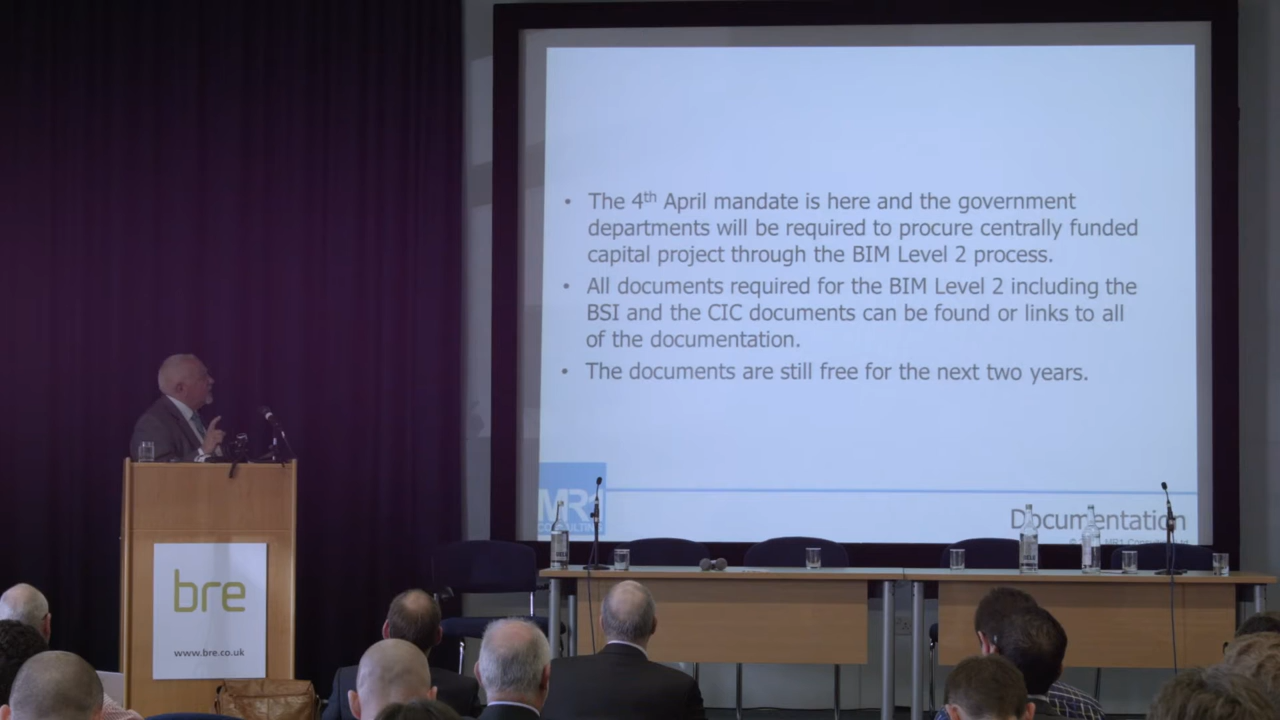 • The 4th April mandate is here and the government
departments will be required to procure centrally funded
capital project through the BIM Level 2 process.
• All documents required for the BIM Level 2 including the
BSI and the CIC documents can be found or links to all
of the documentation.
• The documents are still free for the next two years.
MR1
CONSULTING
Documentation
bre
www.bre.co.uk